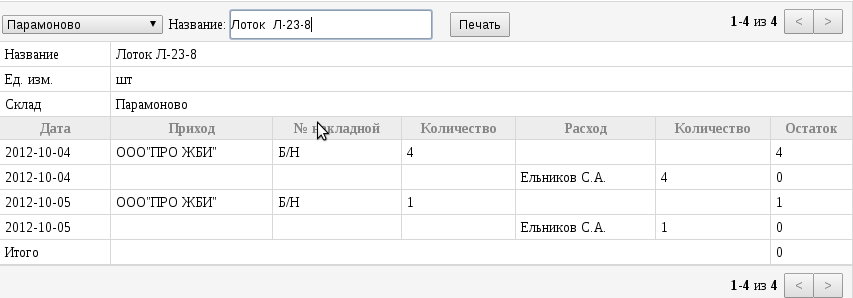 Парамоново Название: Лоток Л-23-8 Печать 1-4 из 4 < >
Название Лоток Л-23-8
Ед. изм. шт
Склад Парамоново
Дата Приход № накладной Количество Расход Количество Остаток
2012-10-04 ООО"ПРО ЖБИ" Б/Н 4 4
2012-10-04 Ельников С.А. 4 0
2012-10-05 ООО"ПРО ЖБИ" Б/Н 1 1
2012-10-05 Ельников С.А. 1 0
Итого 0
1-4 из 4 < >